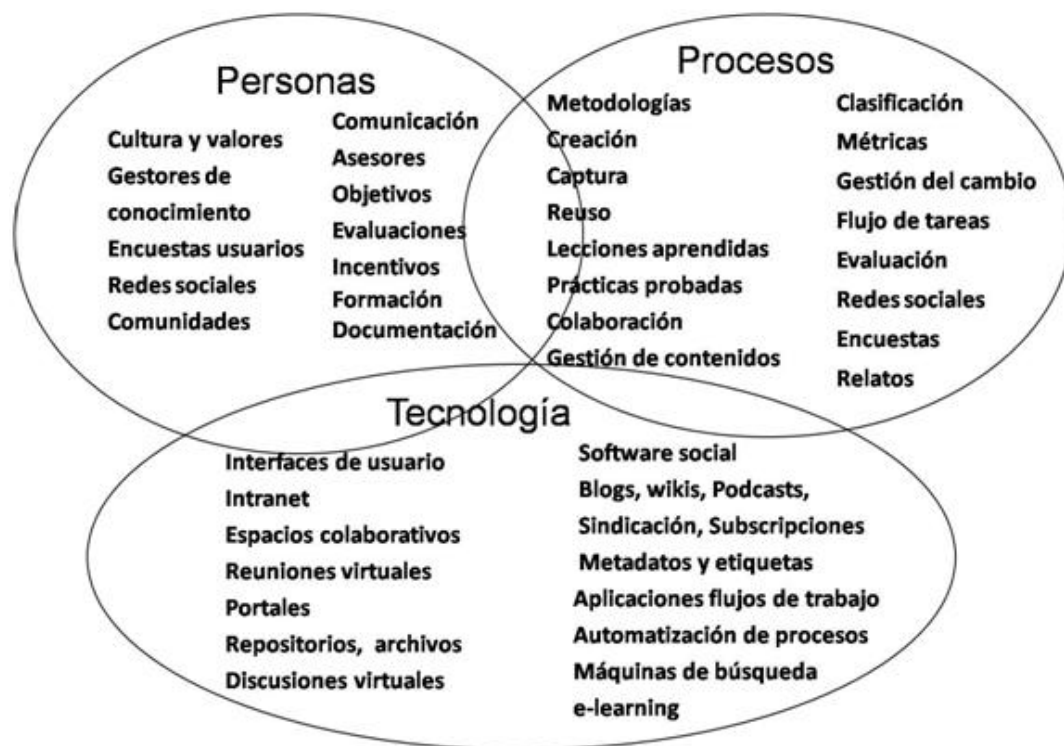 Personas
Cultura y valores
Gestores de
conocimiento
Encuestas usuarios
Redes sociales
Comunidades
Comunicación
Asesores
Objetivos
Evaluaciones
Incentivos
Formación
Documentación
Procesos
Metodologías
Creación
Captura
Reuso
Lecciones aprendidas
Prácticas probadas
Colaboración
Gestión de contenidos
Clasificación
Métricas
Gestión del cambio
Flujo de tareas
Evaluación
Redes sociales
Encuestas
Relatos
Tecnología
Interfaces de usuario
Intranet
Espacios colaborativos
Reuniones virtuales
Portales
Repositorios, archivos
Discusiones virtuales
Software social
Blogs, wikis, Podcasts,
Sindicación, Subscripciones
Metadatos y etiquetas
Aplicaciones flujos de trabajo
Automatización de procesos
Máquinas de búsqueda
e-learning